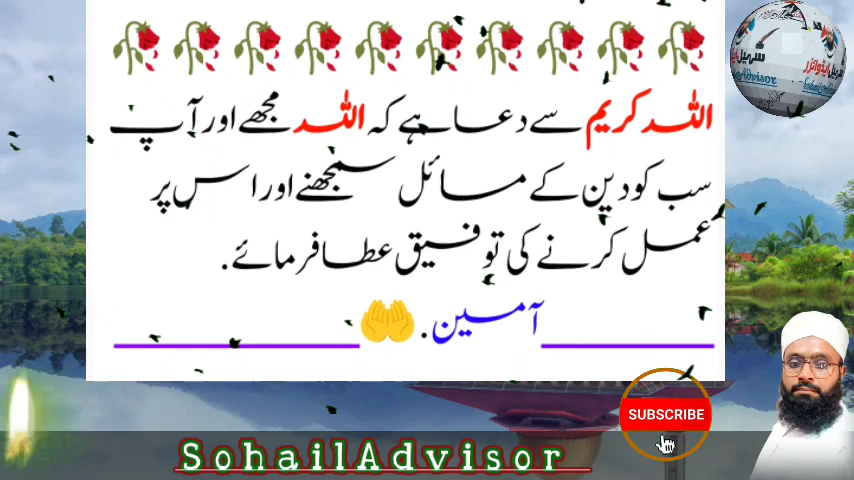 اللہ کریم سے دعا ہے کہ اللہ مجھے اور آپ
سب کو دین کے مسائل سمجھنے اور اس پر
عمل کرنے کی توفیق عطا فرمائے.
آمین.
SUBSCRIBE
SohailAdvisor